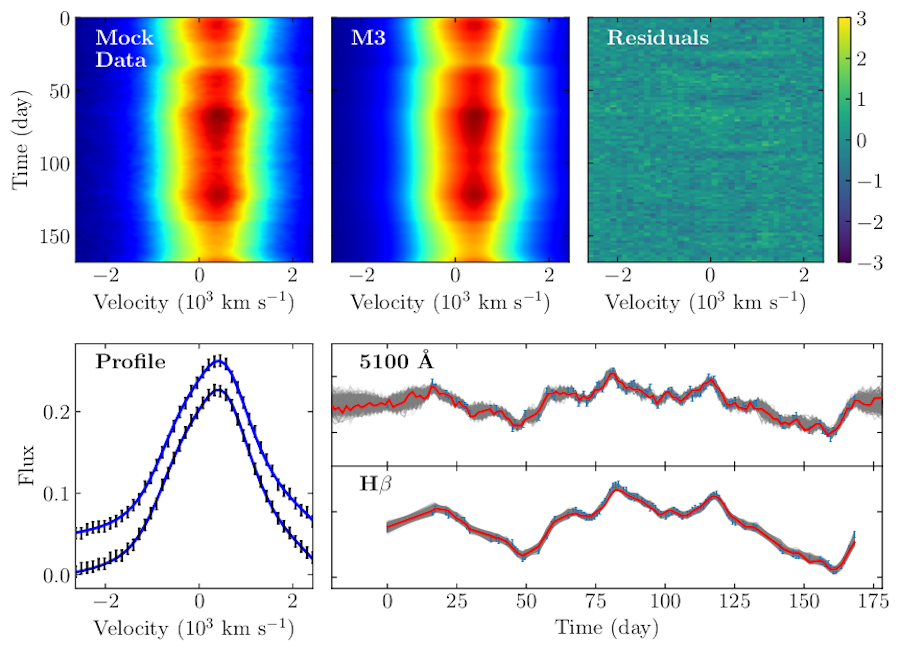 Mock
Data
M3
Residuals
0
50
100
150
Time (day)
−2
0
2
Velocity (10³ km s⁻¹)
−2
0
2
Velocity (10³ km s⁻¹)
−2
0
2
Velocity (10³ km s⁻¹)
3
2
1
0
−1
−2
−3
Profile
0.2
0.1
0.0
Flux
−2
0
2
Velocity (10³ km s⁻¹)
5100 Å
Hβ
0
25
50
75
100
125
150
175
Time (day)